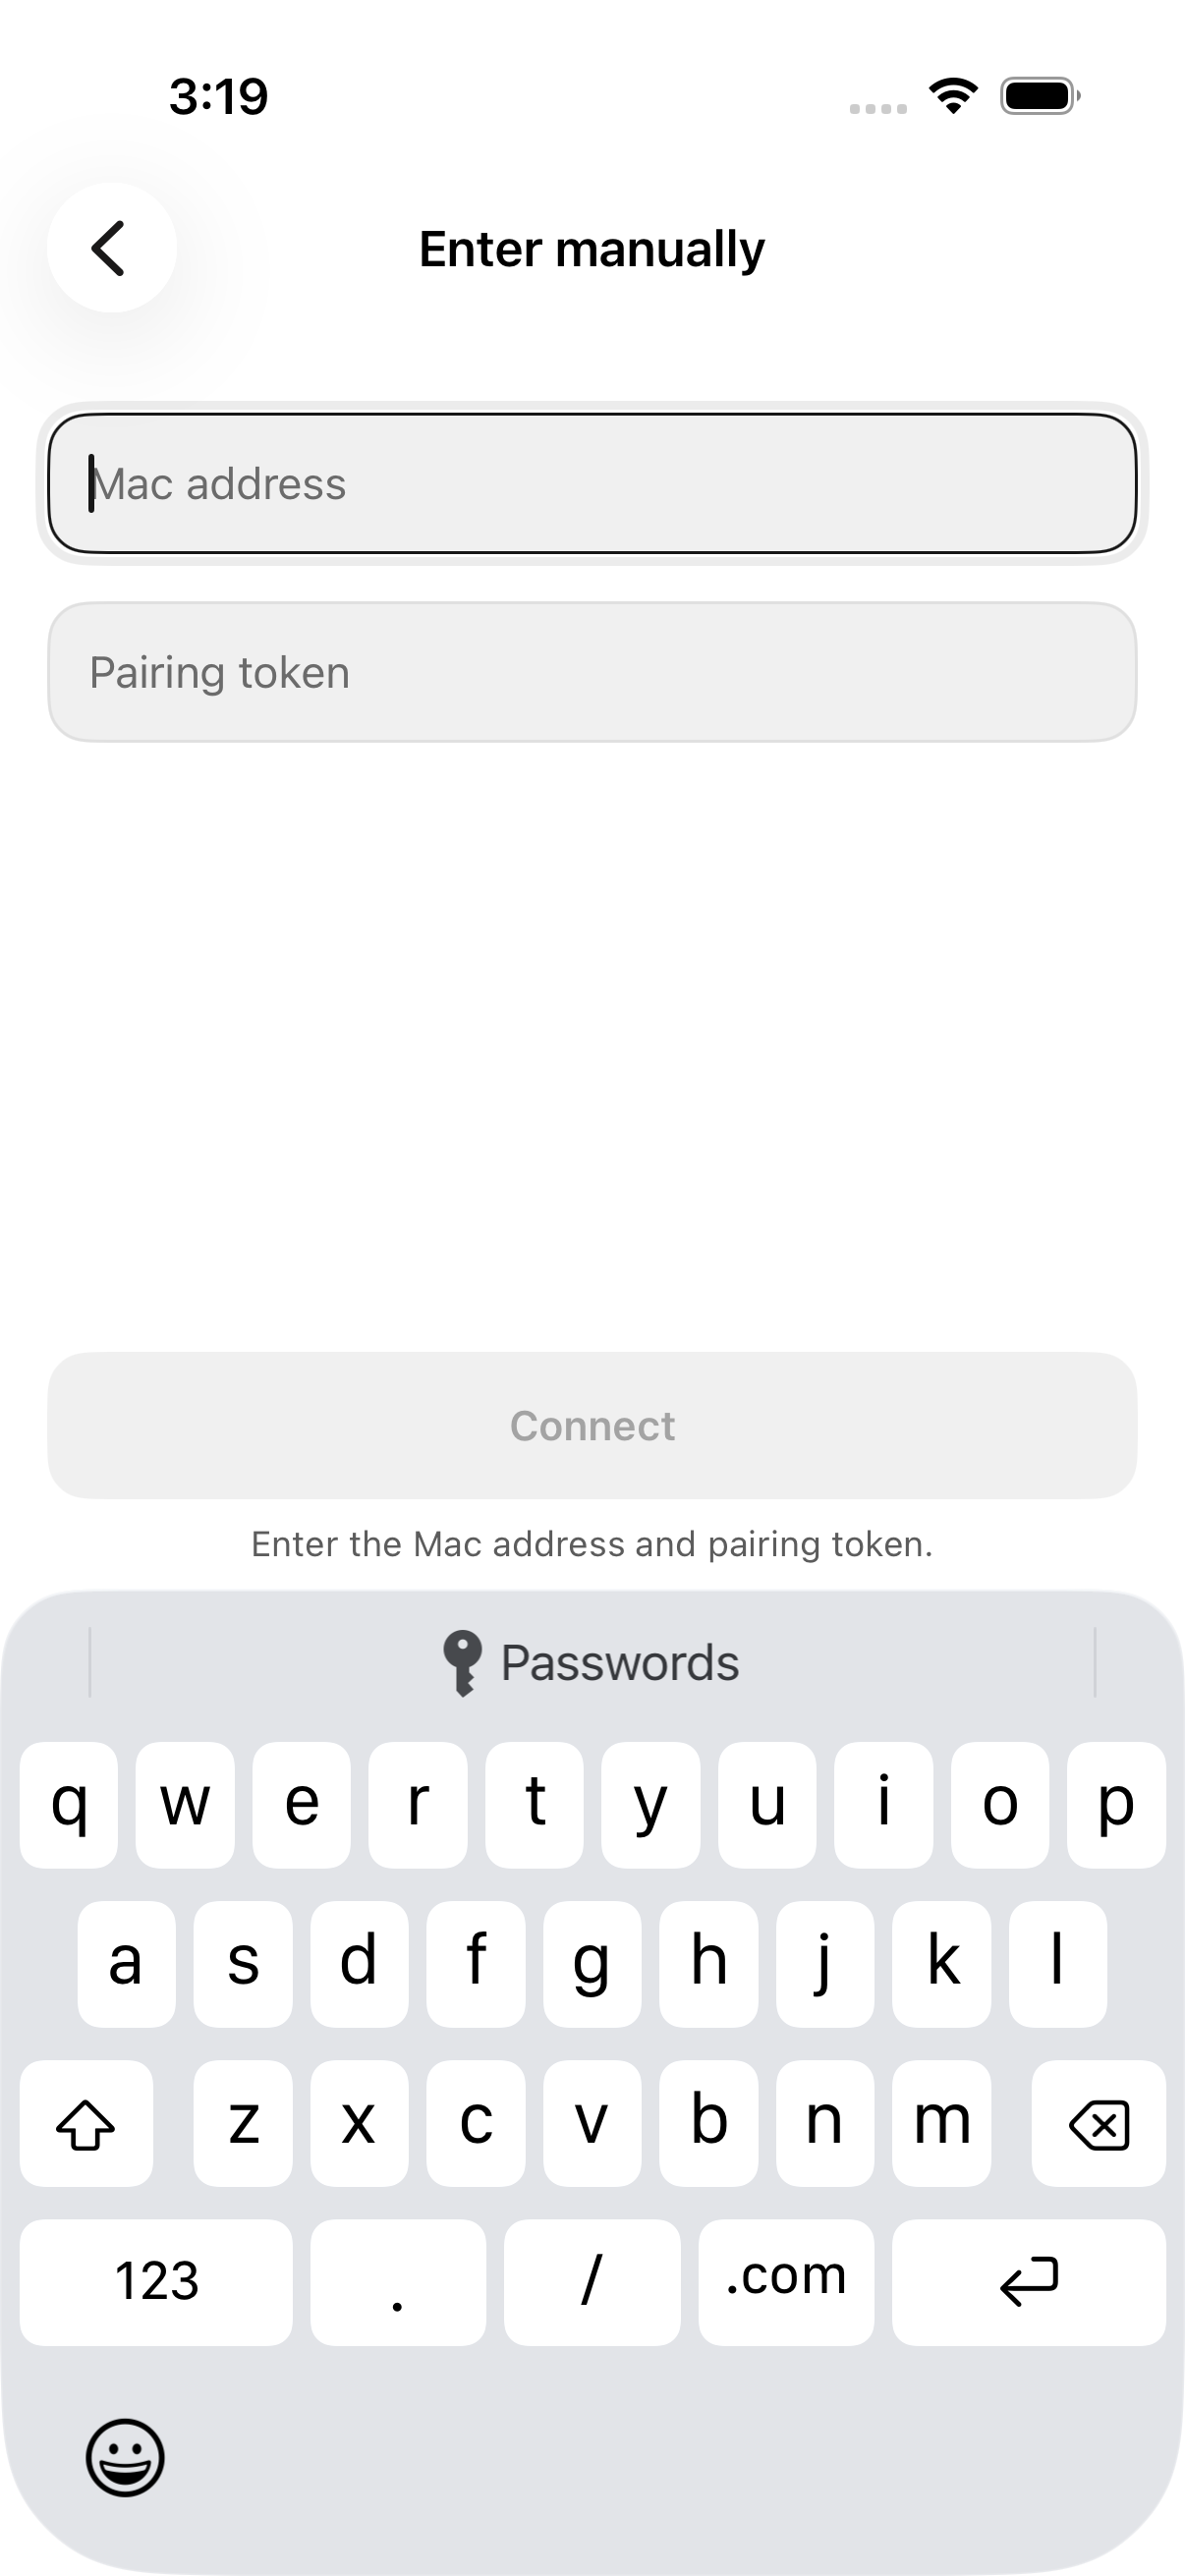 3:19
Enter manually
Mac address
Pairing token
Connect
Enter the Mac address and pairing token.
Passwords
q w e r t y u i o p
a s d f g h j k l
z x c v b n m
123 . / .com